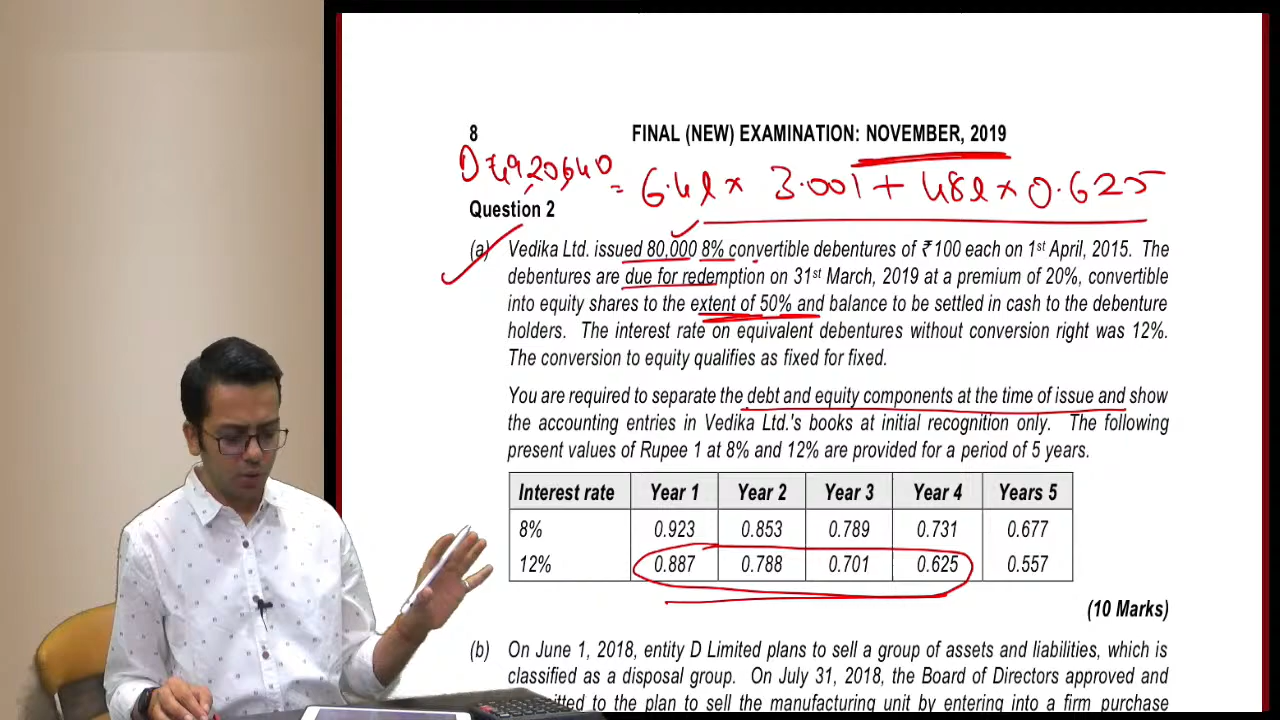 8 FINAL (NEW) EXAMINATION: NOVEMBER, 2019
D ₹49,20,640 = 6.4l x 3.001 + 48l x 0.625
Question 2
(a) Vedika Ltd. issued 80,000 8% convertible debentures of ₹ 100 each on 1st April, 2015. The
debentures are due for redemption on 31st March, 2019 at a premium of 20%, convertible
into equity shares to the extent of 50% and balance to be settled in cash to the debenture
holders. The interest rate on equivalent debentures without conversion right was 12%.
The conversion to equity qualifies as fixed for fixed.
You are required to separate the debt and equity components at the time of issue and show
the accounting entries in Vedika Ltd.'s books at initial recognition only. The following
present values of Rupee 1 at 8% and 12% are provided for a period of 5 years.
Interest rate Year 1 Year 2 Year 3 Year 4 Years 5
8% 0.923 0.853 0.789 0.731 0.677
12% 0.887 0.788 0.701 0.625 0.557
(10 Marks)
(b) On June 1, 2018, entity D Limited plans to sell a group of assets and liabilities, which is
classified as a disposal group. On July 31, 2018, the Board of Directors approved and
to the plan to sell the manufacturing unit by entering into a firm purchase